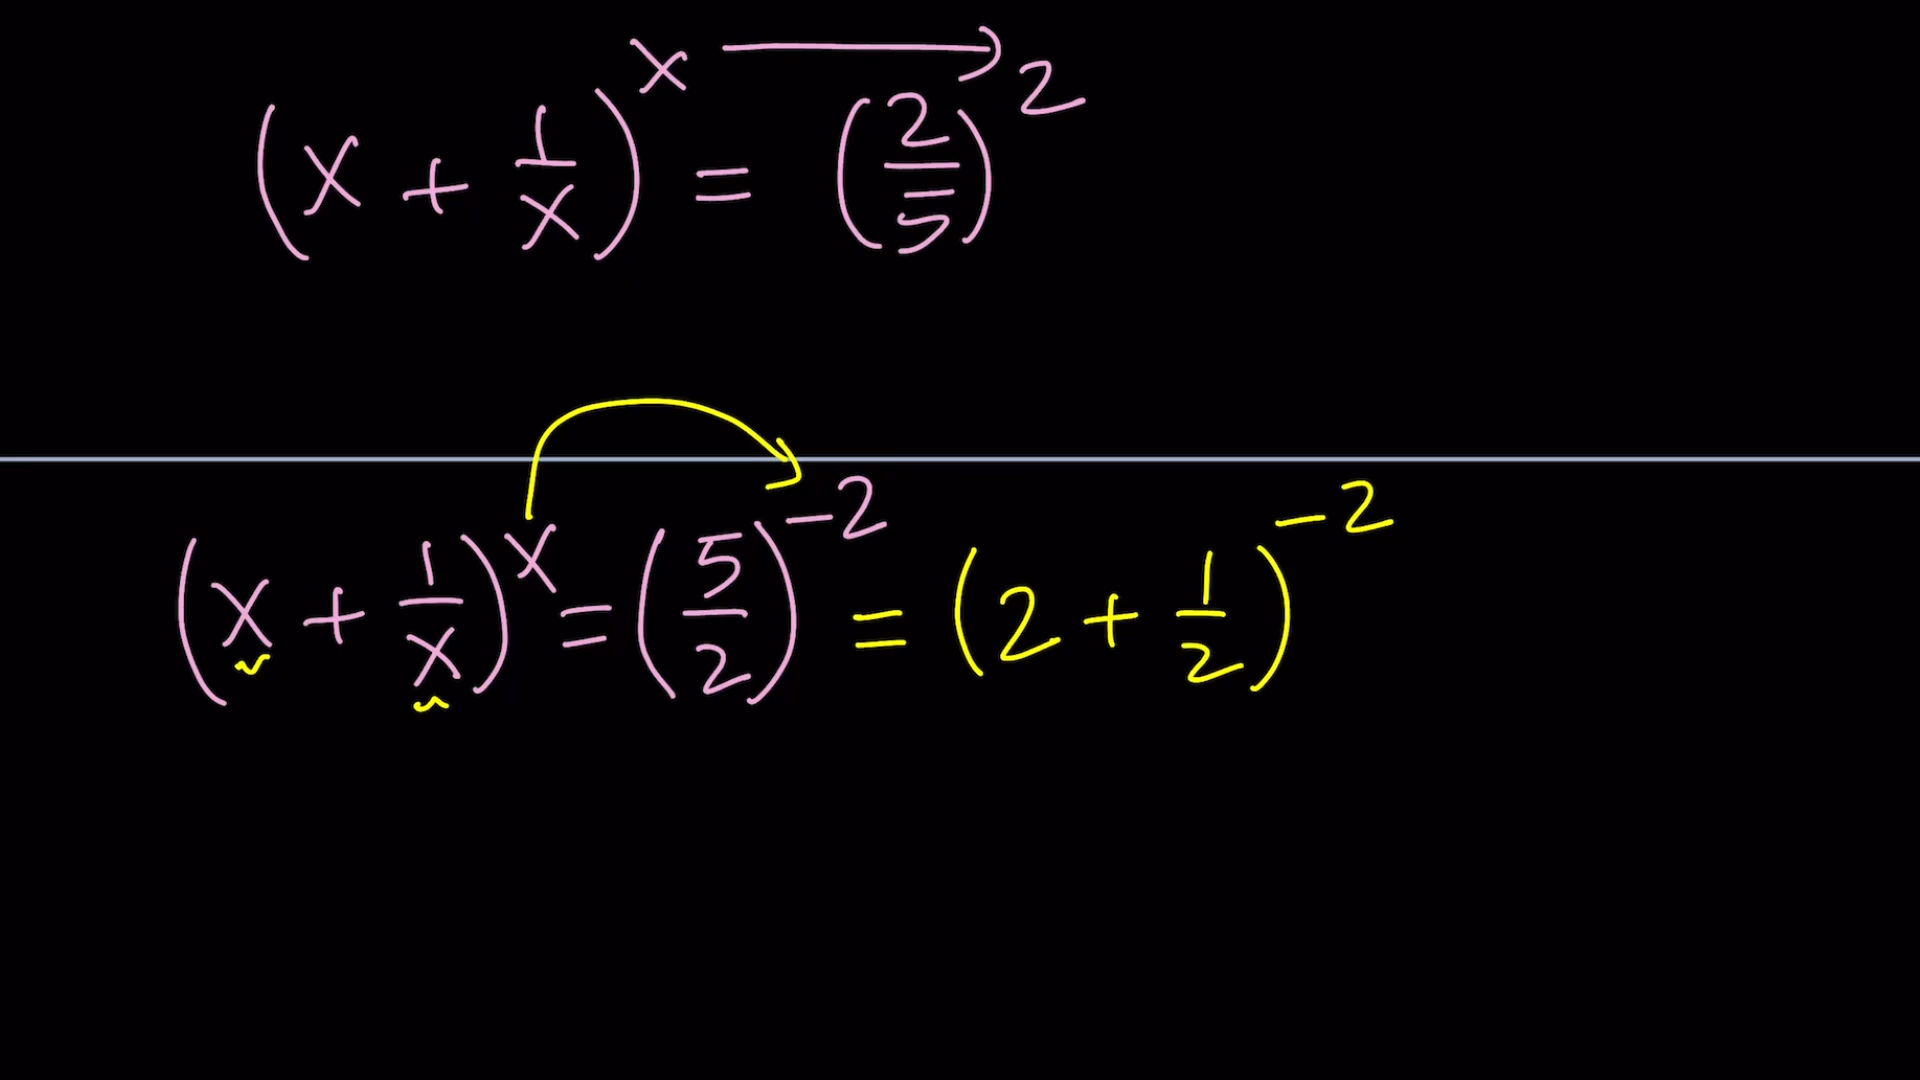 (x + 1/x)^x = (2/5)^2
(x + 1/x)^x = (5/2)^-2 = (2 + 1/2)^-2